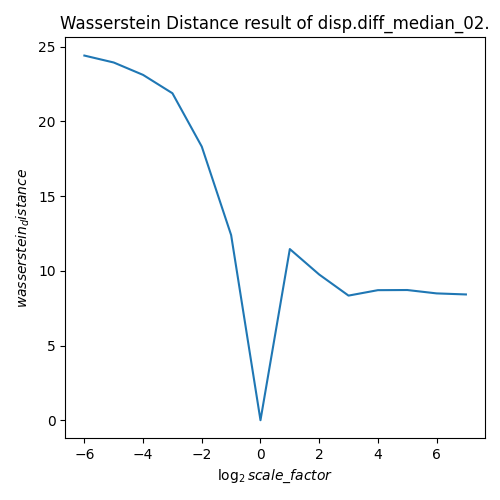 Wasserstein Distance result of disp.diff_median_02.
25
20
15
10
5
0
wasserstein_distance
−6 −4 −2 0 2 4 6
log₂ scale_factor